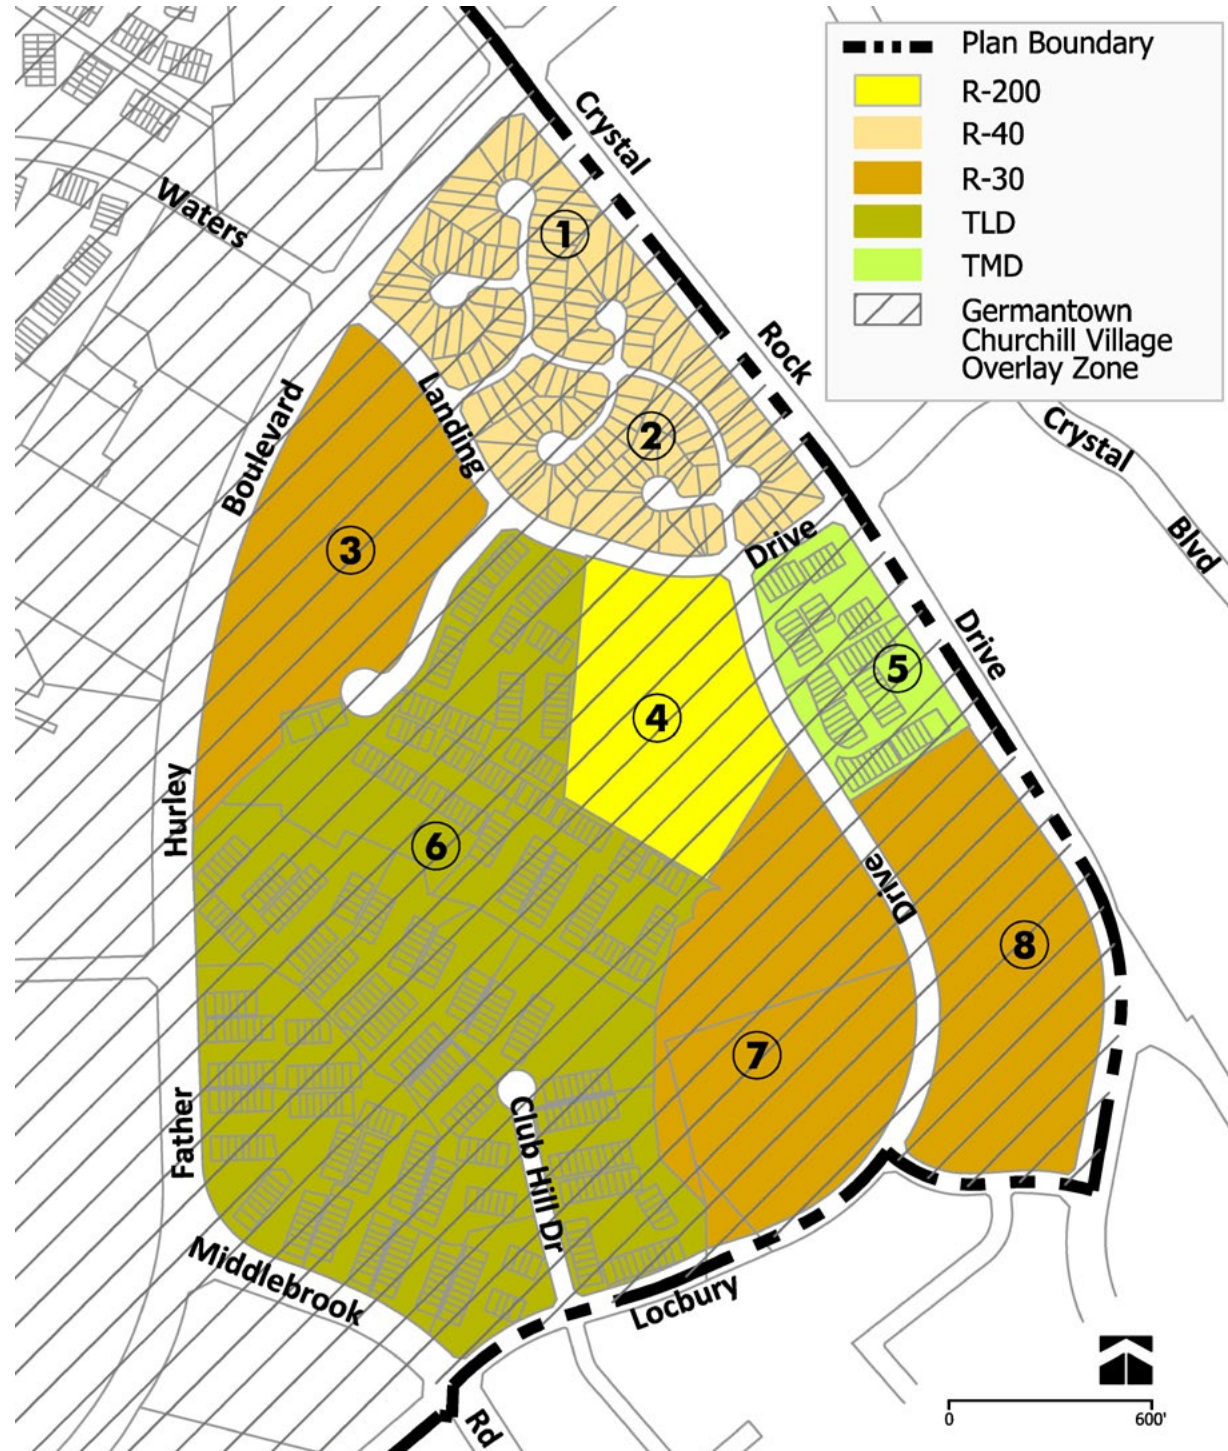 Plan Boundary
R-200
R-40
R-30
TLD
TMD
Germantown
Churchill Village
Overlay Zone
Crystal
Rock
Drive
Crystal
Blvd
Waters
Landing
Drive
Boulevard
Hurley
Father
Drive
Club Hill Dr
Middlebrook
Rd
Locbury
1
2
3
4
5
6
7
8
0 600'